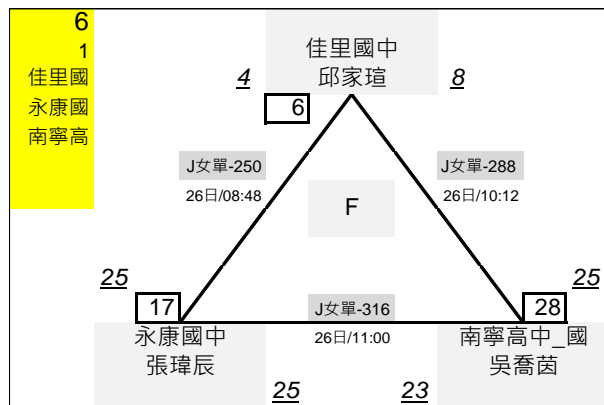 6
1
佳里國
永康國
南寧高
佳里國中
邱家瑄
4
8
6
J女單-250
26日/08:48
J女單-288
26日/10:12
F
25
25
17
28
J女單-316
26日/11:00
永康國中
張瑋辰
南寧高中_國
吳喬茵
25
23